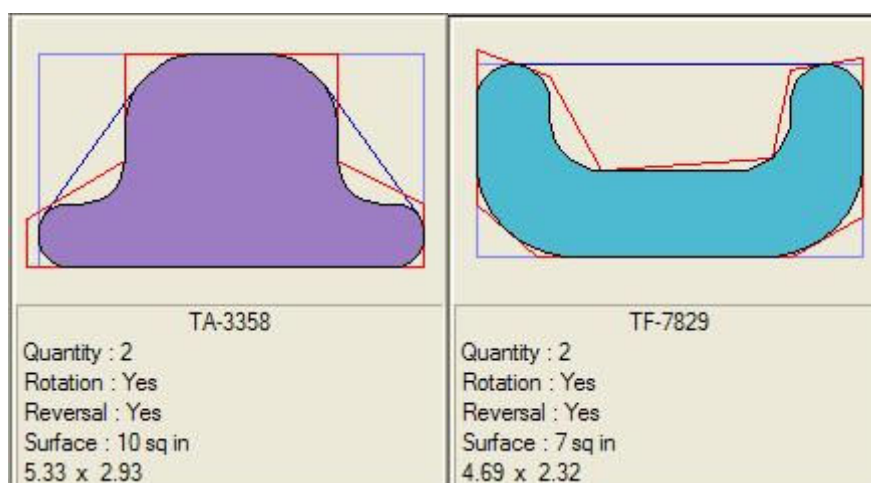 TA-3358
Quantity : 2
Rotation : Yes
Reversal : Yes
Surface : 10 sq in
5.33 x 2.93
TF-7829
Quantity : 2
Rotation : Yes
Reversal : Yes
Surface : 7 sq in
4.69 x 2.32